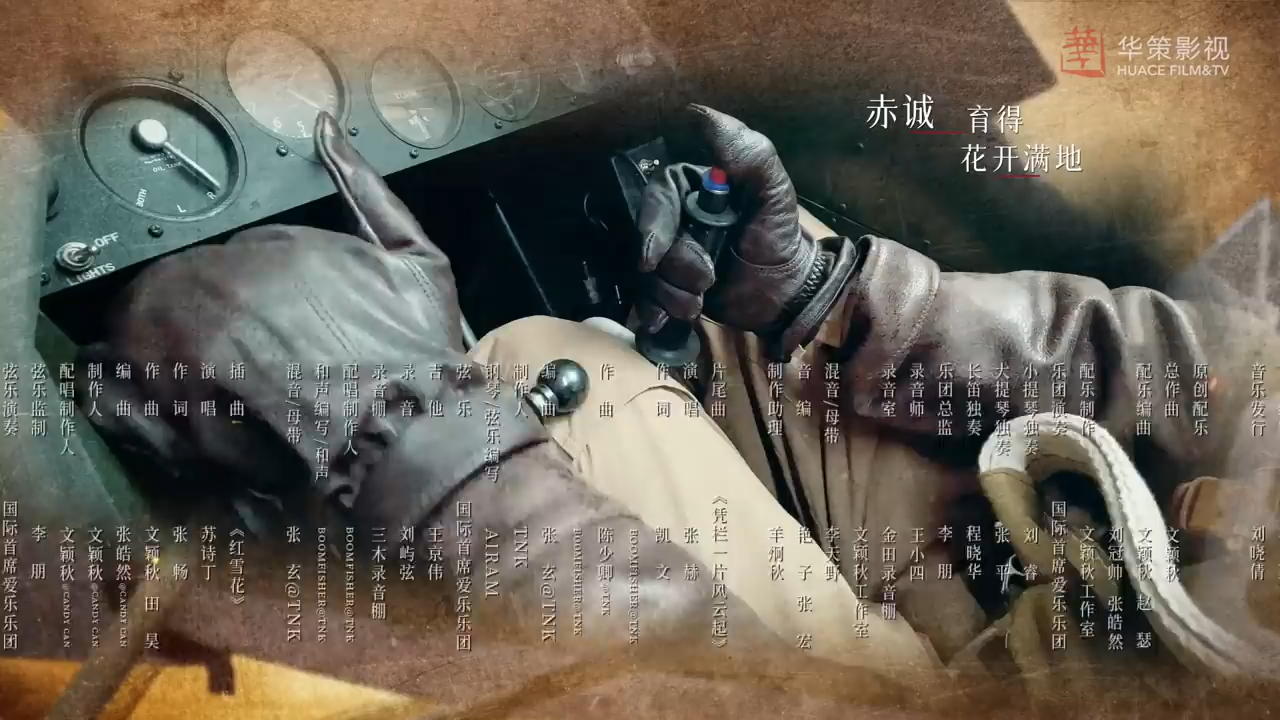 华策影视
HUACE FILM&TV
赤诚 育得
花开满地
OFF
LIGHTS
BOTH
L
R
音乐发行 刘晓倩
原创配乐
总作曲 文颖秋
配乐编曲 文颖秋 赵 瑟
刘冠帅 张皓然
配乐制作 文颖秋工作室
乐团演奏 国际首席爱乐乐团
小提琴独奏 刘 睿
大提琴独奏 张 平
长笛独奏 程晓华
乐团总监 李 朋
录音师 王小四
录音室 金田录音棚
文颖秋工作室
混音/母带 李天野
音编 艳 子 张 宏
制作助理 羊炯秋
片尾曲 《凭栏一片风云起》
演唱 张 赫
作词 凯 文
BOOMFISHER@TNK
作曲 陈少卿@TNK
BOOMFISHER@TNK
编曲 张 玄@TNK
制作人 TNK
钢琴/弦乐编写 AIRAM
弦乐 国际首席爱乐乐团
吉他 王京伟
录音 刘屿弦
录音棚 三木录音棚
配唱制作人 BOOMFISHER@TNK
和声编写/和声 BOOMFISHER@TNK
混音/母带 张 玄@TNK
插曲 《红雪花》
演唱 苏诗丁
作词 张 畅
作曲 文颖秋 田 昊
编曲 张皓然@CANDY CAN
制作人 文颖秋@CANDY CAN
配唱制作人 文颖秋@CANDY CAN
弦乐监制 李 朋
弦乐演奏 国际首席爱乐乐团